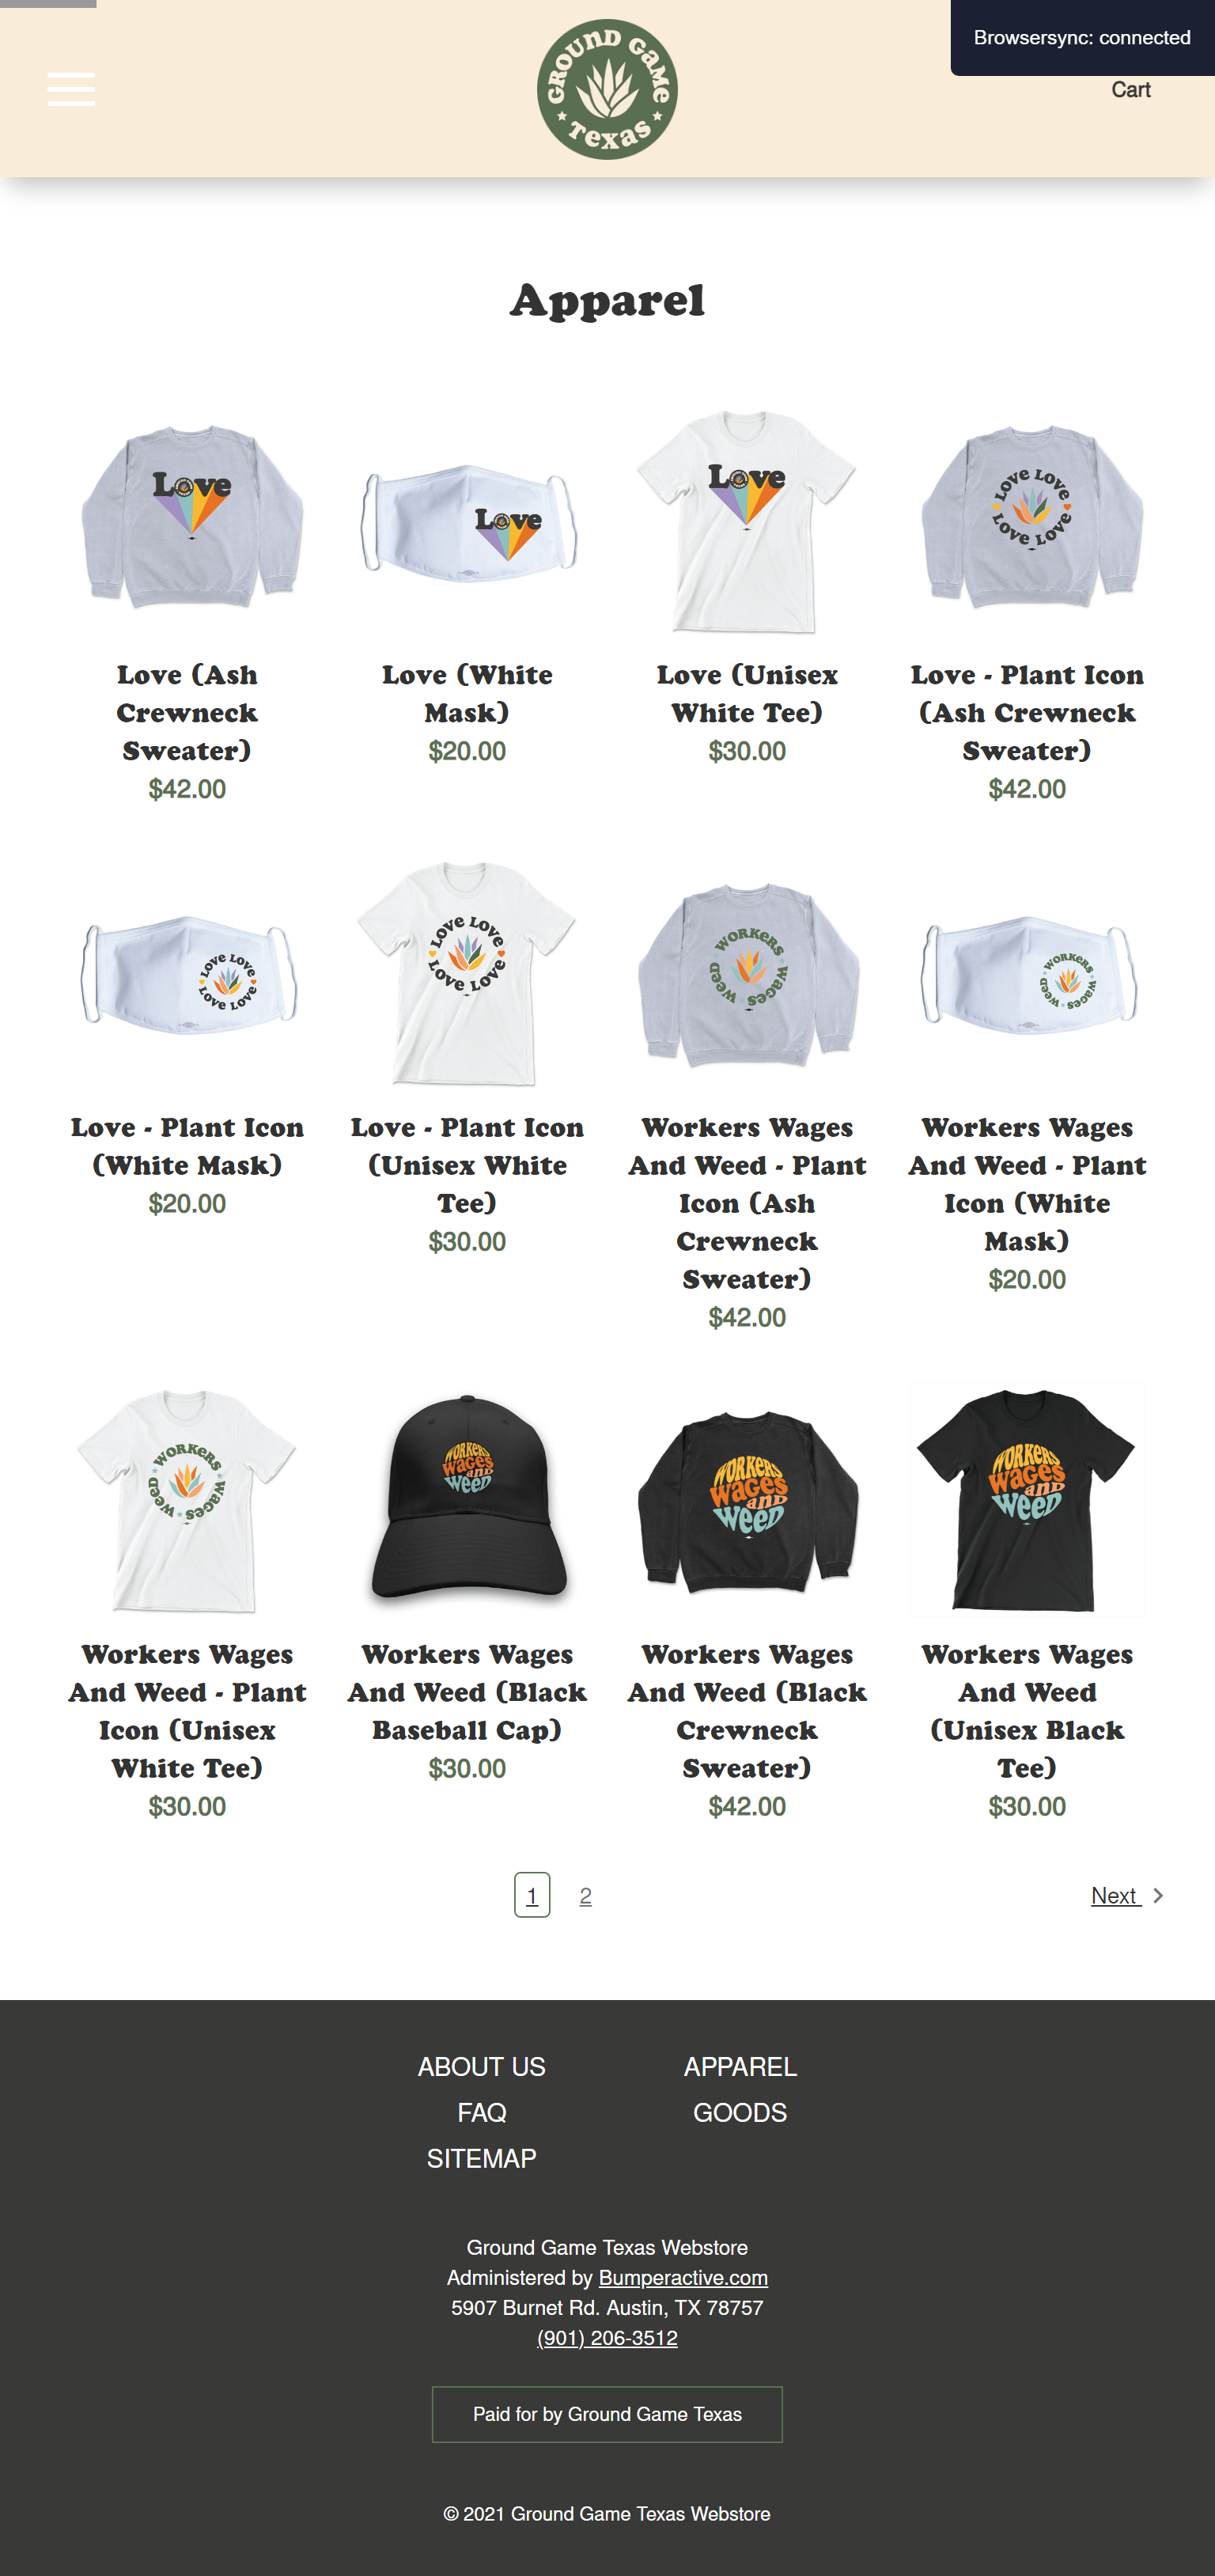 Browsersync: connected
GROUND GAME
TEXAS
Cart
Apparel
Love
Love
Love
LOVE LOVE
LOVE LOVE
Love (Ash
Crewneck
Sweater)
$42.00
Love (White
Mask)
$20.00
Love (Unisex
White Tee)
$30.00
Love - Plant Icon
(Ash Crewneck
Sweater)
$42.00
LOVE LOVE
LOVE LOVE
LOVE LOVE
LOVE LOVE
WORKERS
WAGES
WEED
WORKERS
WAGES
WEED
Love - Plant Icon
(White Mask)
$20.00
Love - Plant Icon
(Unisex White
Tee)
$30.00
Workers Wages
And Weed - Plant
Icon (Ash
Crewneck
Sweater)
$42.00
Workers Wages
And Weed - Plant
Icon (White
Mask)
$20.00
WORKERS
WAGES
WEED
WORKERS
WAGES
and
WEED
WORKERS
WAGES
and
WEED
WORKERS
WAGES
and
WEED
Workers Wages
And Weed - Plant
Icon (Unisex
White Tee)
$30.00
Workers Wages
And Weed (Black
Baseball Cap)
$30.00
Workers Wages
And Weed (Black
Crewneck
Sweater)
$42.00
Workers Wages
And Weed
(Unisex Black
Tee)
$30.00
1 2 Next
ABOUT US
FAQ
SITEMAP
APPAREL
GOODS
Ground Game Texas Webstore
Administered by Bumperactive.com
5907 Burnet Rd. Austin, TX 78757
(901) 206-3512
Paid for by Ground Game Texas
© 2021 Ground Game Texas Webstore